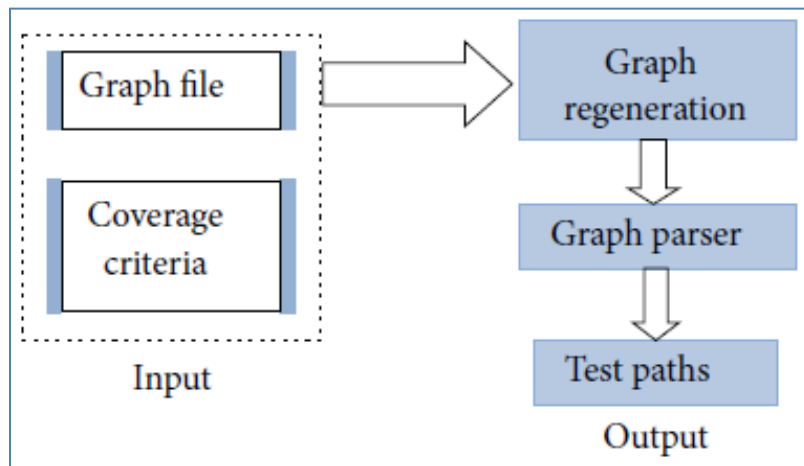 Graph file
Coverage
criteria
Input
Graph
regeneration
Graph parser
Test paths
Output